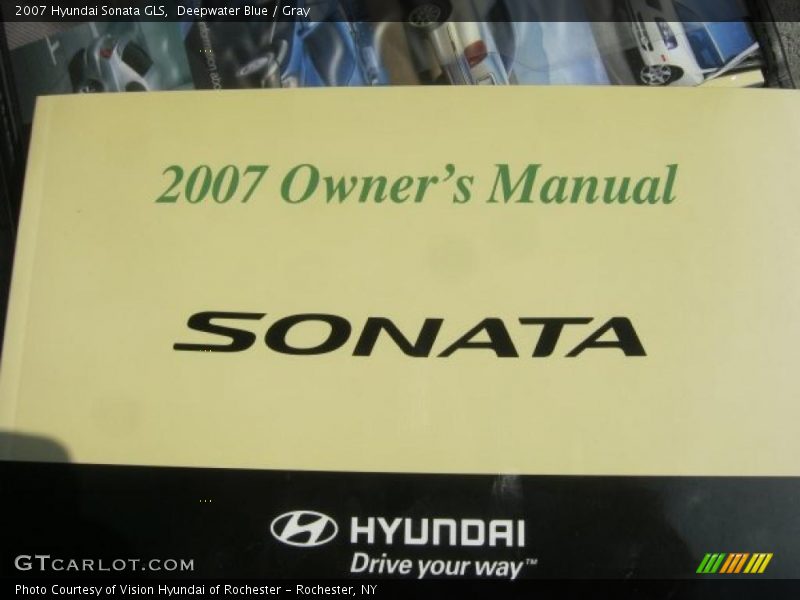 2007 Hyundai Sonata GLS,  Deepwater Blue / Gray
2007 Owner's Manual
SONATA
HYUNDAI
Drive your way™
GTCARLOT.COM
Photo Courtesy of Vision Hyundai of Rochester - Rochester, NY